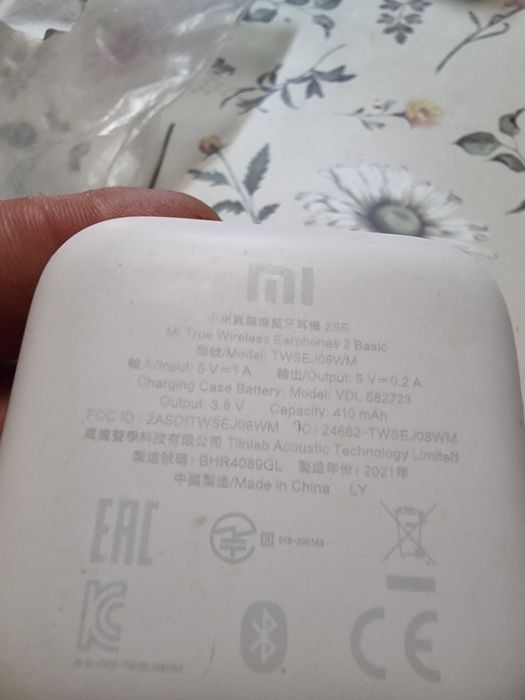 mi
小米真無線藍牙耳機 2SE
Mi True Wireless Earphones 2 Basic
型號/Model: TWSEJ08WM
輸入/Input: 5 V⎓1 A 輸出/Output: 5 V⎓0.2 A
Charging Case Battery: Model: VDL 682723
Output: 3.8 V Capacity: 410 mAh
FCC ID : 2ASDITWSEJ08WM IC: 24662-TWSEJ08WM
萬魔聲學科技有限公司 Tiinlab Acoustic Technology Limited
製造號碼: BHR4089GL 製造年份: 2021年
中國製造/Made in China LY
EAC
R 018-200143
KC
CE